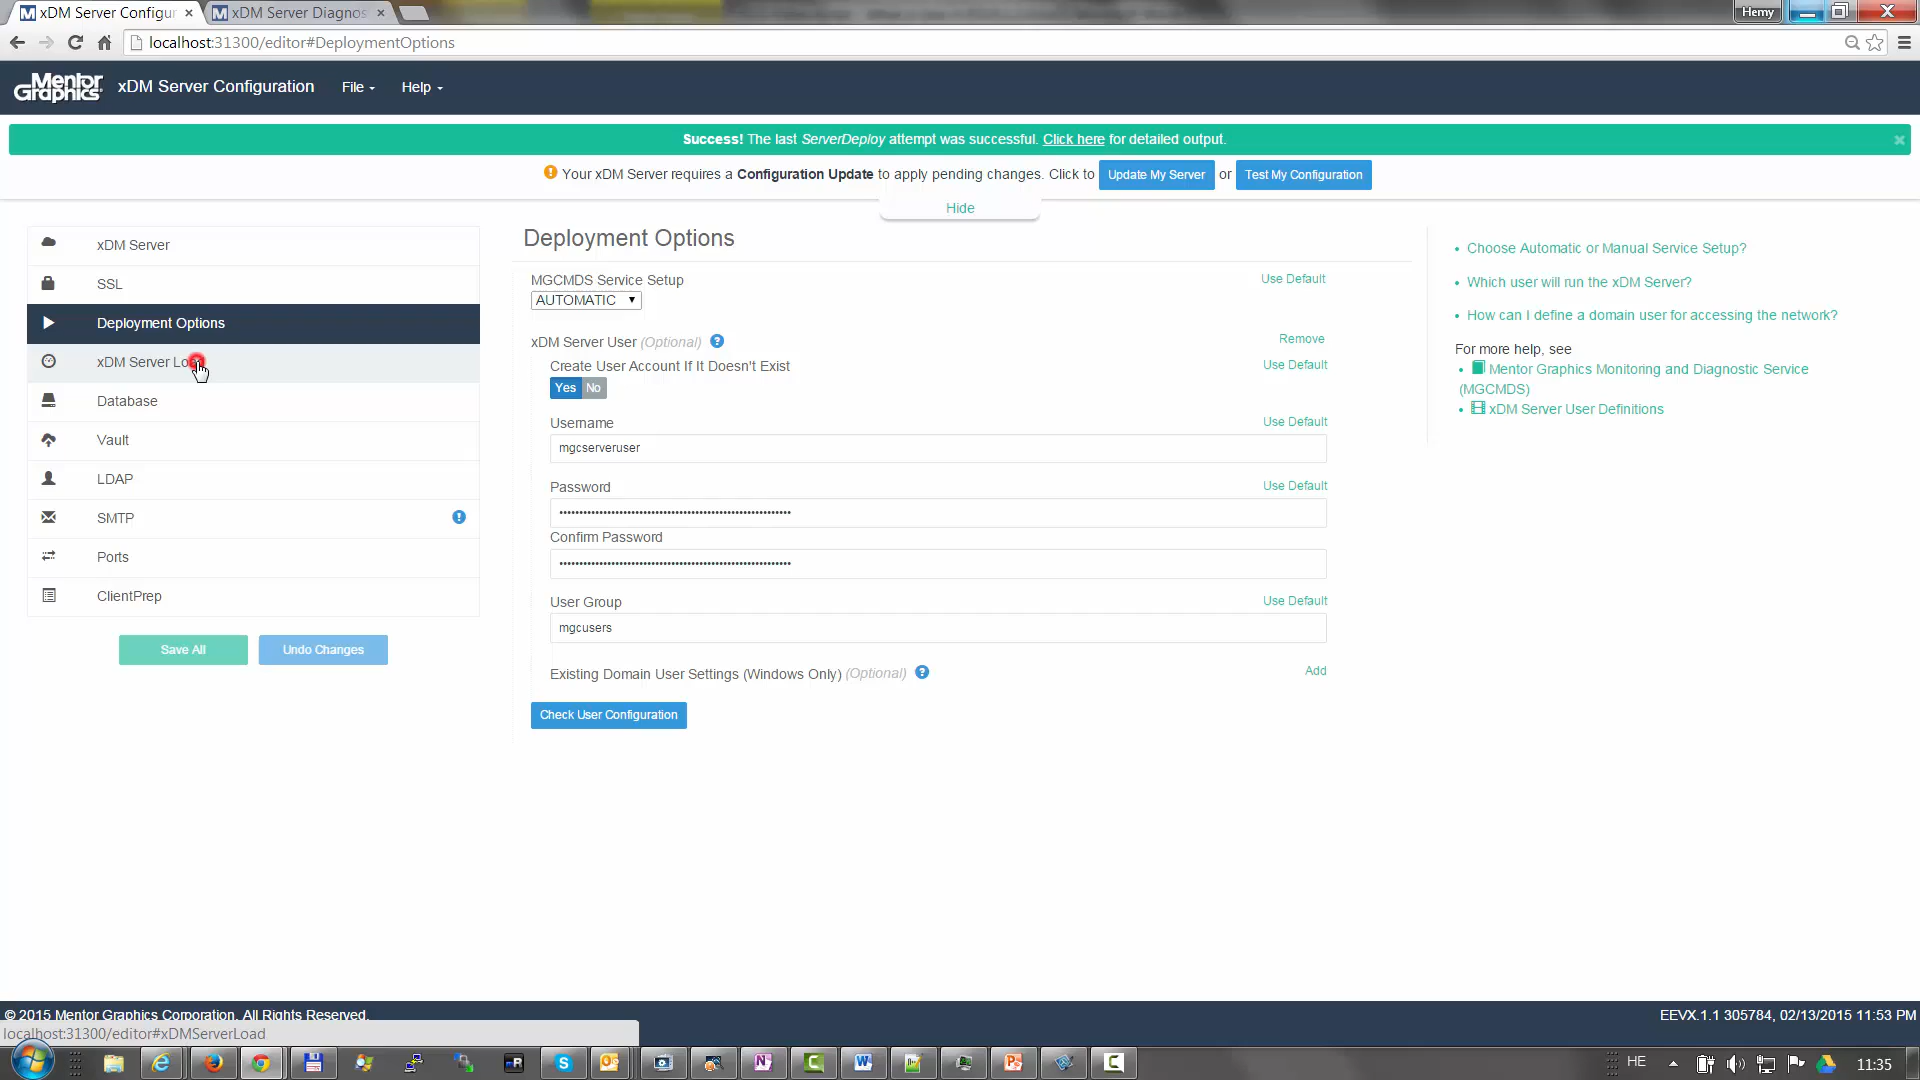 xDM Server Configur
xDM Server Diagnos
Hemy
localhost:31300/editor#DeploymentOptions
Mentor Graphics
xDM Server Configuration
File
Help
Success! The last ServerDeploy attempt was successful. Click here for detailed output.
Your xDM Server requires a Configuration Update to apply pending changes. Click to Update My Server or Test My Configuration
Hide
xDM Server
SSL
Deployment Options
xDM Server Lo
Database
Vault
LDAP
SMTP
Ports
ClientPrep
Save All
Undo Changes
Deployment Options
MGCMDS Service Setup
Use Default
AUTOMATIC
xDM Server User (Optional)
Remove
Create User Account If It Doesn't Exist
Use Default
Yes No
Username
Use Default
mgcserveruser
Password
Use Default
Confirm Password
User Group
Use Default
mgcusers
Existing Domain User Settings (Windows Only) (Optional)
Add
Check User Configuration
Choose Automatic or Manual Service Setup?
Which user will run the xDM Server?
How can I define a domain user for accessing the network?
For more help, see
Mentor Graphics Monitoring and Diagnostic Service
(MGCMDS)
xDM Server User Definitions
© 2015 Mentor Graphics Corporation. All Rights Reserved.
EEVX.1.1 305784, 02/13/2015 11:53 PM
localhost:31300/editor#xDMServerLoad
HE
11:35